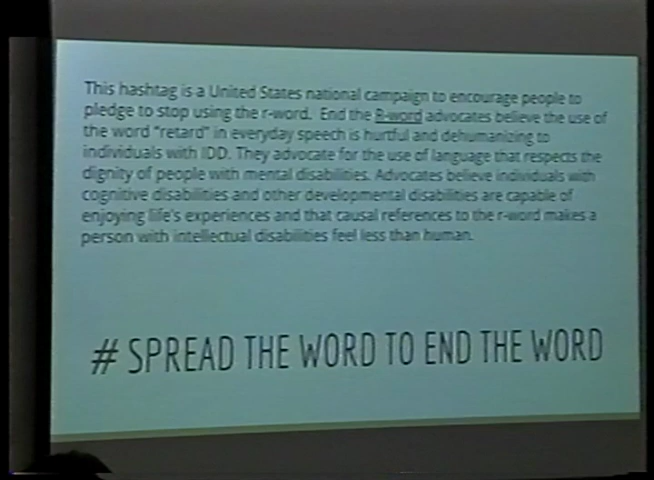 This hashtag is a United States national campaign to encourage people to
pledge to stop using the r-word. End the R-word advocates believe the use of
the word "retard" in everyday speech is hurtful and dehumanizing to
individuals with IDD. They advocate for the use of language that respects the
dignity of people with mental disabilities. Advocates believe individuals with
cognitive disabilities and other developmental disabilities are capable of
enjoying life's experiences and that causal references to the r-word makes a
person with intellectual disabilities feel less than human.
# SPREAD THE WORD TO END THE WORD